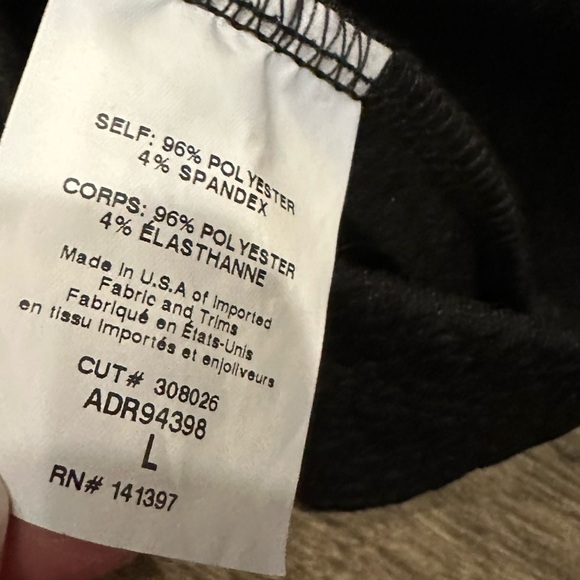 SELF: 96% POLYESTER
4% SPANDEX
CORPS: 96% POLYESTER
4% ÉLASTHANNE
Made in U.S.A of Imported
Fabric and Trims
Fabriqué en États-Unis
en tissu importés et enjoliveurs
CUT# 308026
ADR94398
L
RN# 141397